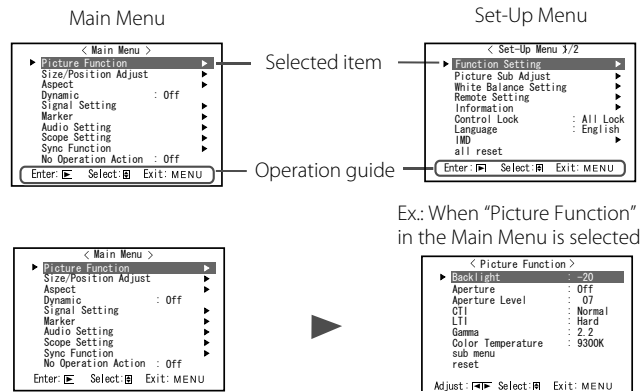 Main Menu
< Main Menu >
▶ Picture Function ▶
Size/Position Adjust ▶
Aspect ▶
Dynamic : Off
Signal Setting ▶
Marker ▶
Audio Setting ▶
Scope Setting ▶
Sync Function ▶
No Operation Action : Off
Enter: ▶ Select: Exit: MENU
Selected item
Operation guide
Set-Up Menu
< Set-Up Menu 1/2
▶ Function Setting ▶
Picture Sub Adjust ▶
White Balance Setting ▶
Remote Setting ▶
Information ▶
Control Lock : All Lock
Language : English
IMD ▶
all reset
Enter: ▶ Select: Exit: MENU
< Main Menu >
▶ Picture Function ▶
Size/Position Adjust ▶
Aspect ▶
Dynamic : Off
Signal Setting ▶
Marker ▶
Audio Setting ▶
Scope Setting ▶
Sync Function ▶
No Operation Action : Off
Enter: ▶ Select: Exit: MENU
Ex.: When “Picture Function”
in the Main Menu is selected
< Picture Function >
▶ Backlight : -20
Aperture : Off
Aperture Level : 07
CTI : Normal
LTI : Hard
Gamma : 2.2
Color Temperature : 9300K
sub menu
reset
Adjust: ◀▶ Select: Exit: MENU